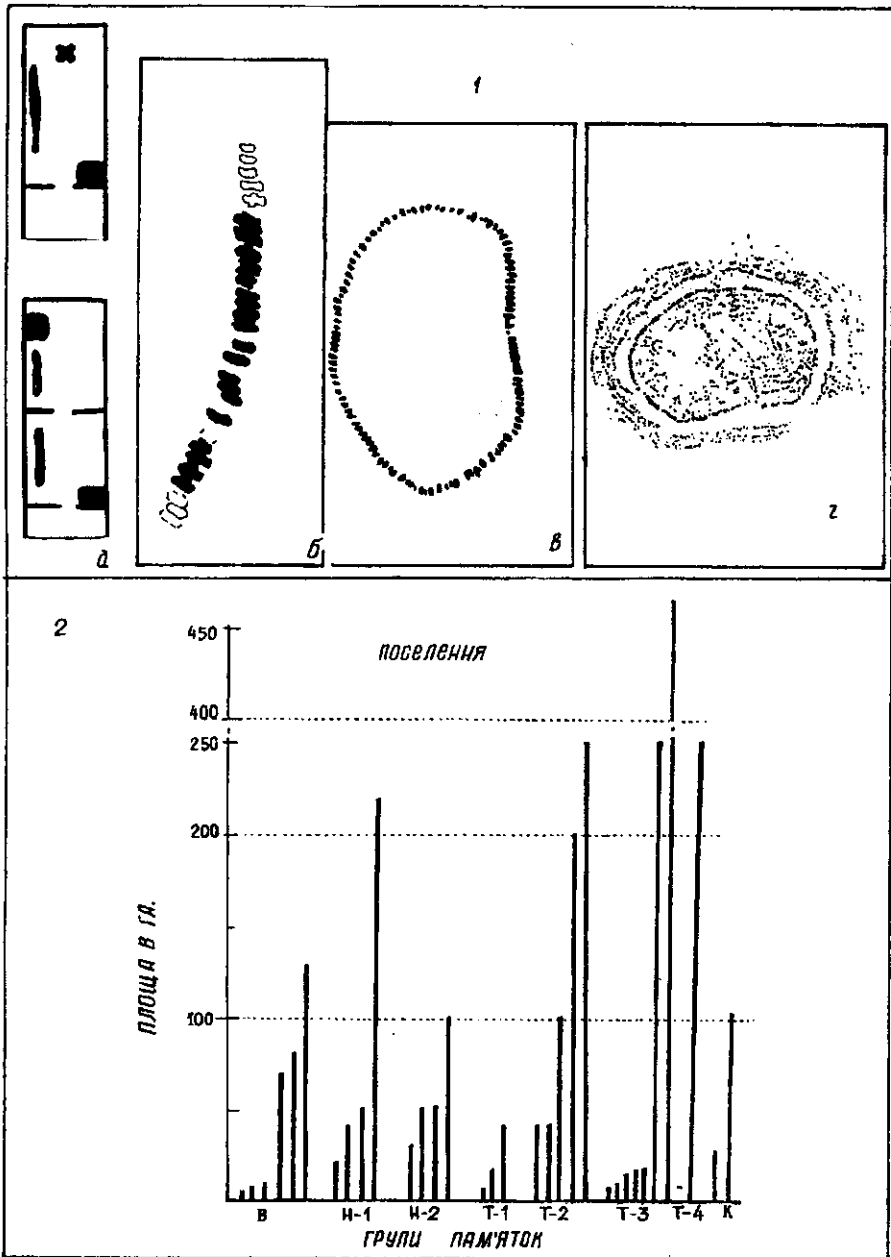 1
а
б
в
г
2
поселения
450
400
250
200
100
ПЛОЩА В ГА.
В Н-1 Н-2 Т-1 Т-2 Т-3 Т-4 К
ГРУПИ ПАМ'ЯТОК